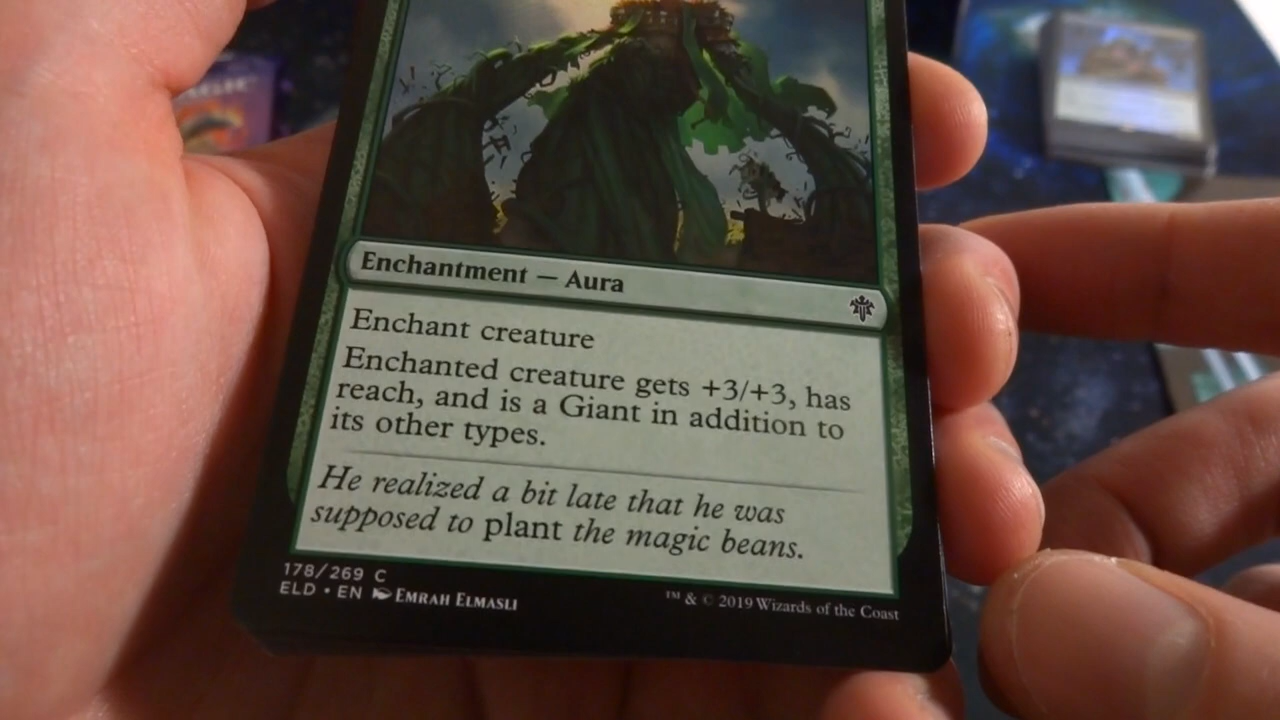 Enchantment — Aura
Enchant creature
Enchanted creature gets +3/+3, has
reach, and is a Giant in addition to
its other types.
He realized a bit late that he was
supposed to plant the magic beans.
178/269 C
ELD • EN Emrah Elmasli
™ & © 2019 Wizards of the Coast